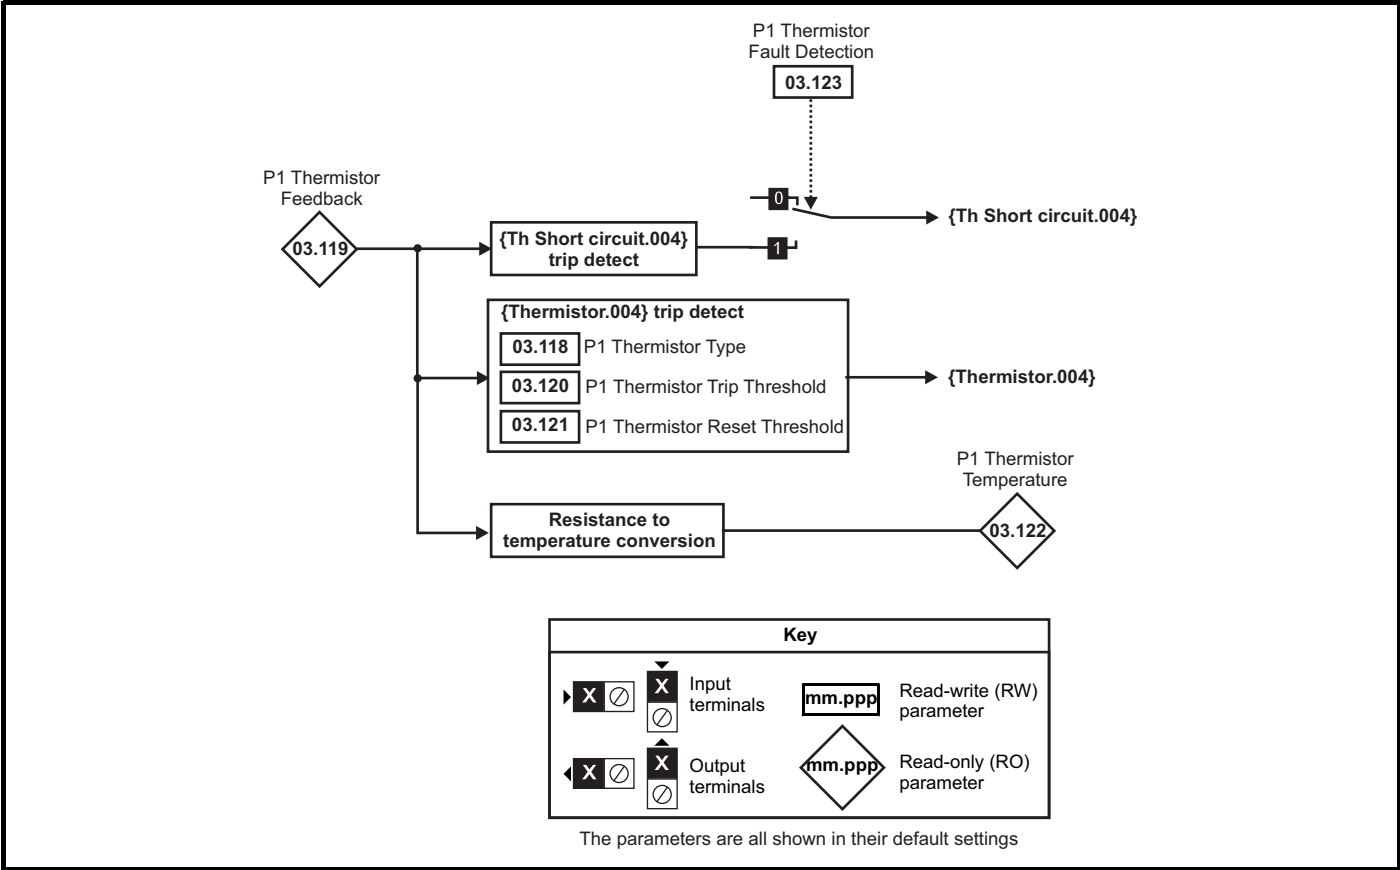 P1 Thermistor
Fault Detection
03.123
P1 Thermistor
Feedback
03.119
0
{Th Short circuit.004}
{Th Short circuit.004}
trip detect
1
{Thermistor.004} trip detect
03.118 P1 Thermistor Type
03.120 P1 Thermistor Trip Threshold
03.121 P1 Thermistor Reset Threshold
{Thermistor.004}
P1 Thermistor
Temperature
Resistance to
temperature conversion
03.122
Key
X
X
Input
terminals
mm.ppp
Read-write (RW)
parameter
X
X
Output
terminals
mm.ppp
Read-only (RO)
parameter
The parameters are all shown in their default settings